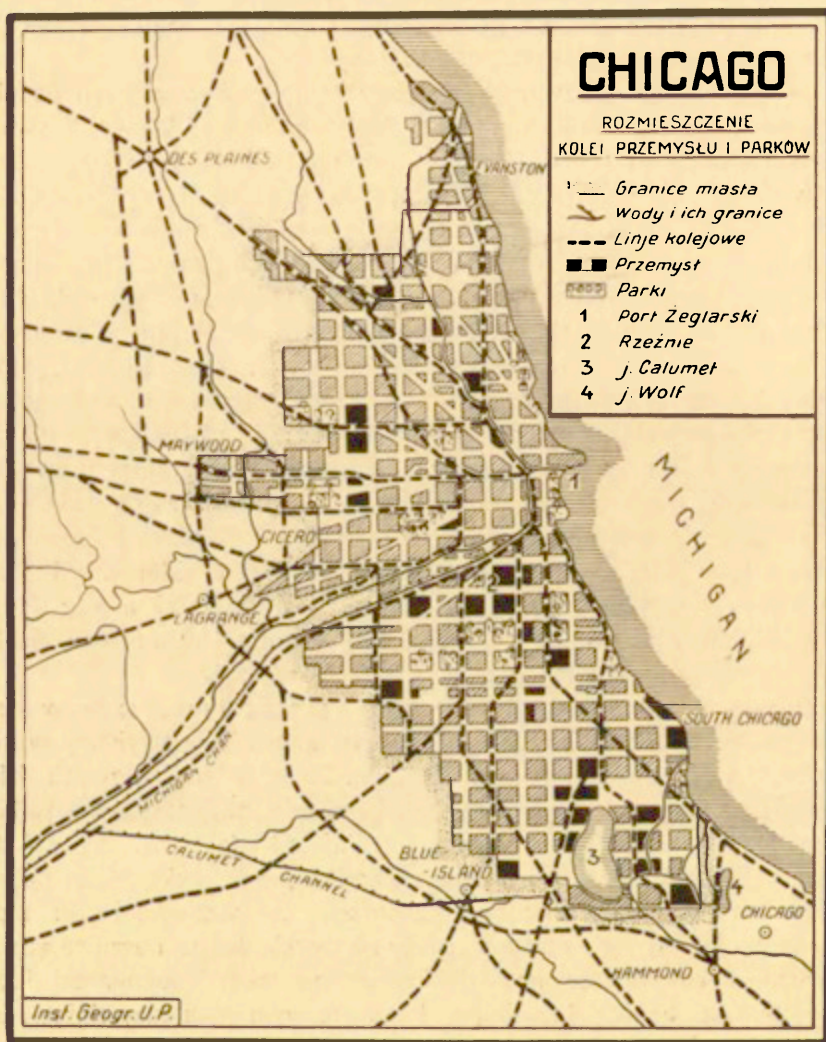 CHICAGO
ROZMIESZCZENIE
KOLEI PRZEMYSŁU I PARKÓW
Granice miasta
Wody i ich granice
Linje kolejowe
Przemysł
Parki
1 Port Żeglarski
2 Rzeźnie
3 j. Calumet
4 j. Wolf
DES PLAINES
EVANSTON
MAYWOOD
1
MICHIGAN
CICERO
2
LAGRANGE
SOUTH CHICAGO
MICHIGAN CHAN
CALUMET
CHANNEL
BLUE
-ISLAND
3
4
CHICAGO
HAMMOND
Inst. Geogr. U.P.